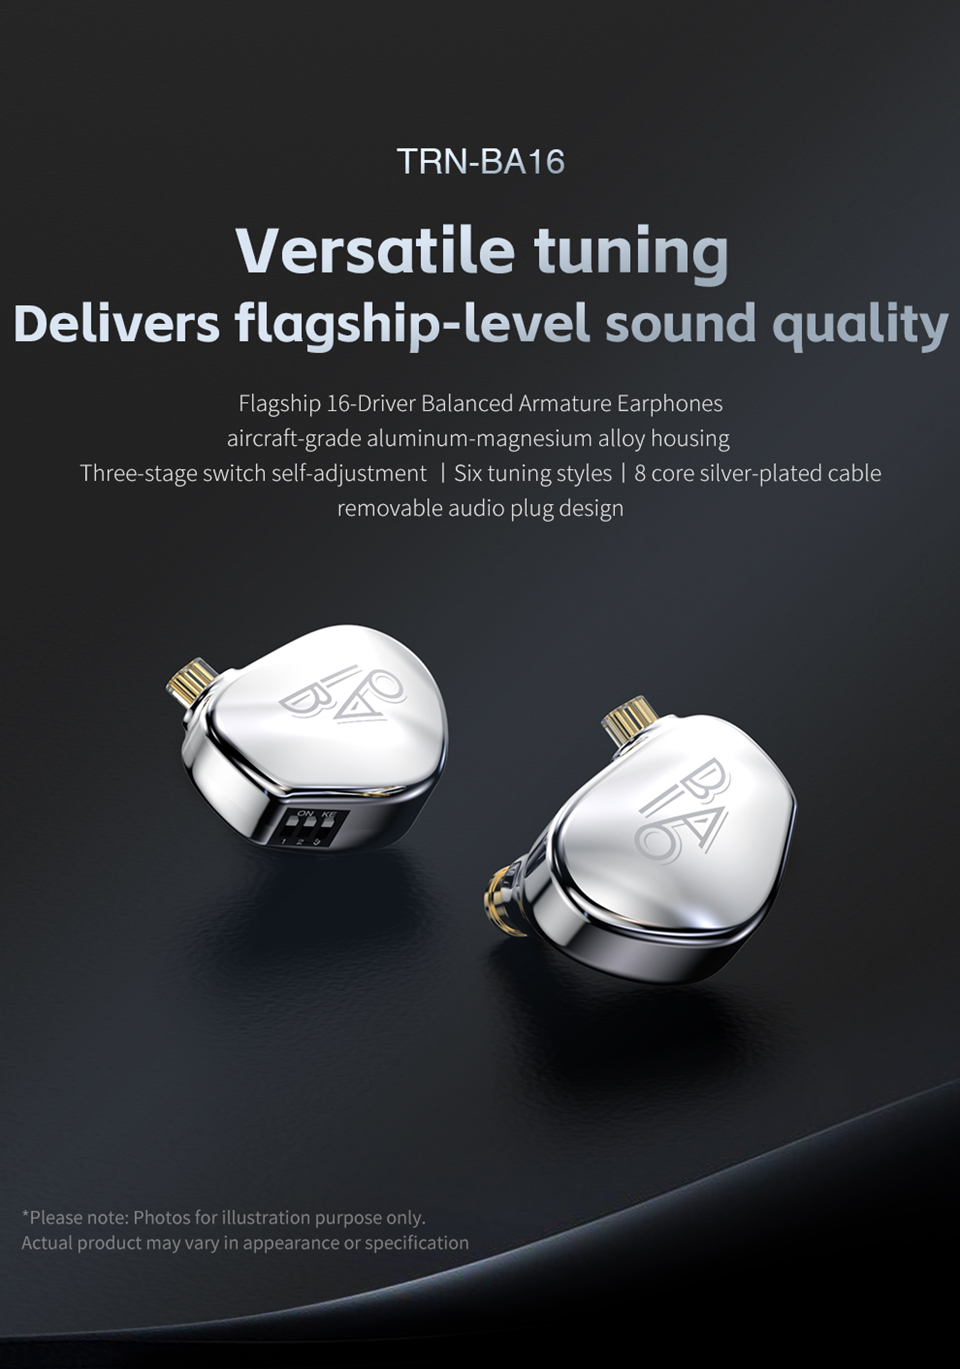 TRN-BA16
Versatile tuning
Delivers flagship-level sound quality
Flagship 16-Driver Balanced Armature Earphones
aircraft-grade aluminum-magnesium alloy housing
Three-stage switch self-adjustment | Six tuning styles | 8 core silver-plated cable
removable audio plug design
BA16
ON KE
1 2 3
BA16
*Please note: Photos for illustration purpose only.
Actual product may vary in appearance or specification